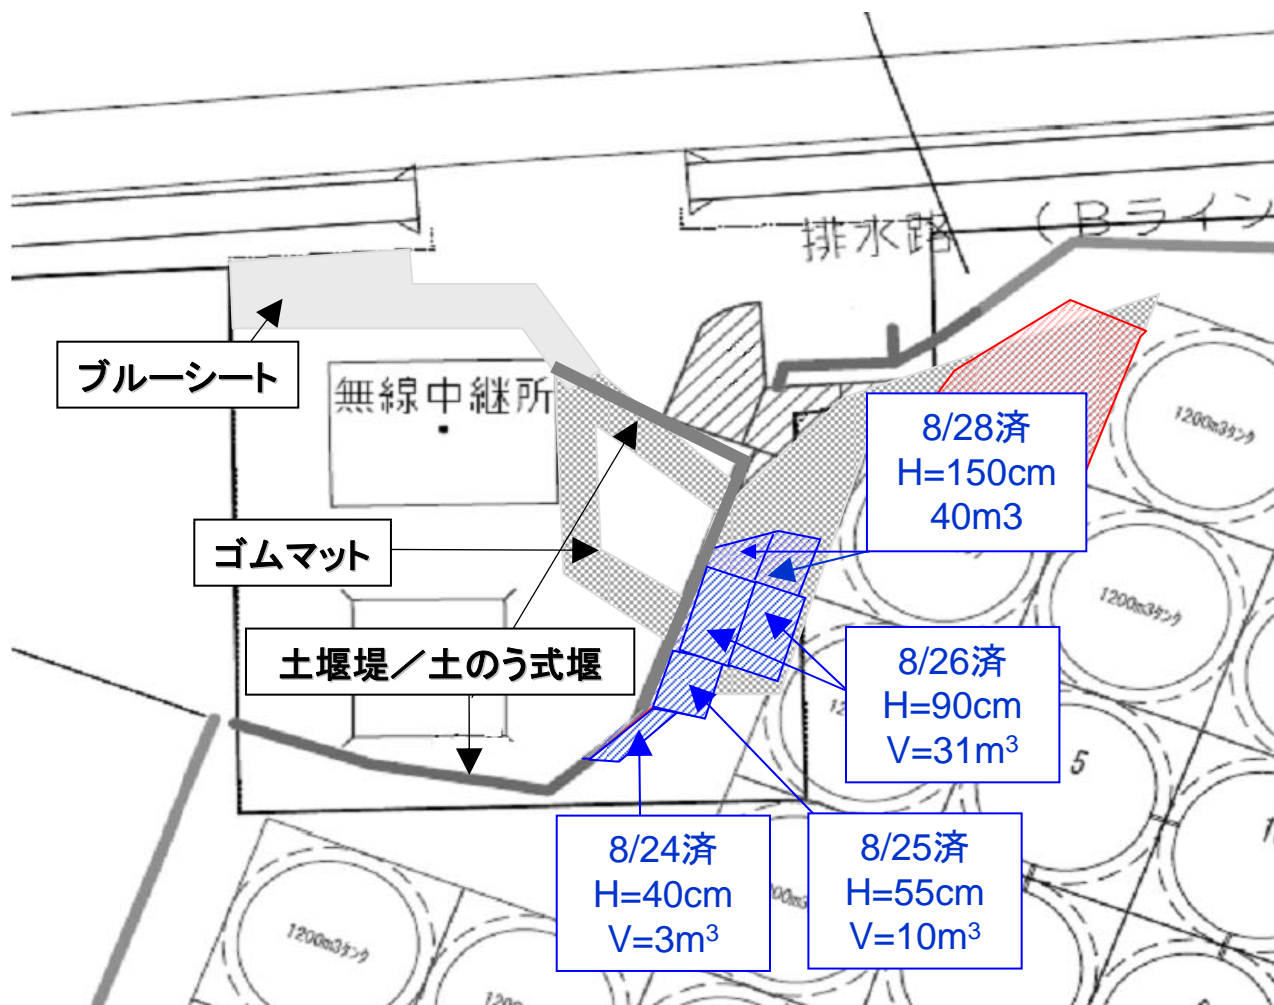 排水路 (Bライン
ブルーシート
無線中継所
8/28済
H=150cm
40m3
1200m3タンク
ゴムマット
1200m3タンク
土堰堤／土のう式堰
8/26済
H=90cm
V=31m³
5
8/24済
H=40cm
V=3m³
8/25済
H=55cm
V=10m³
1200m3タンク